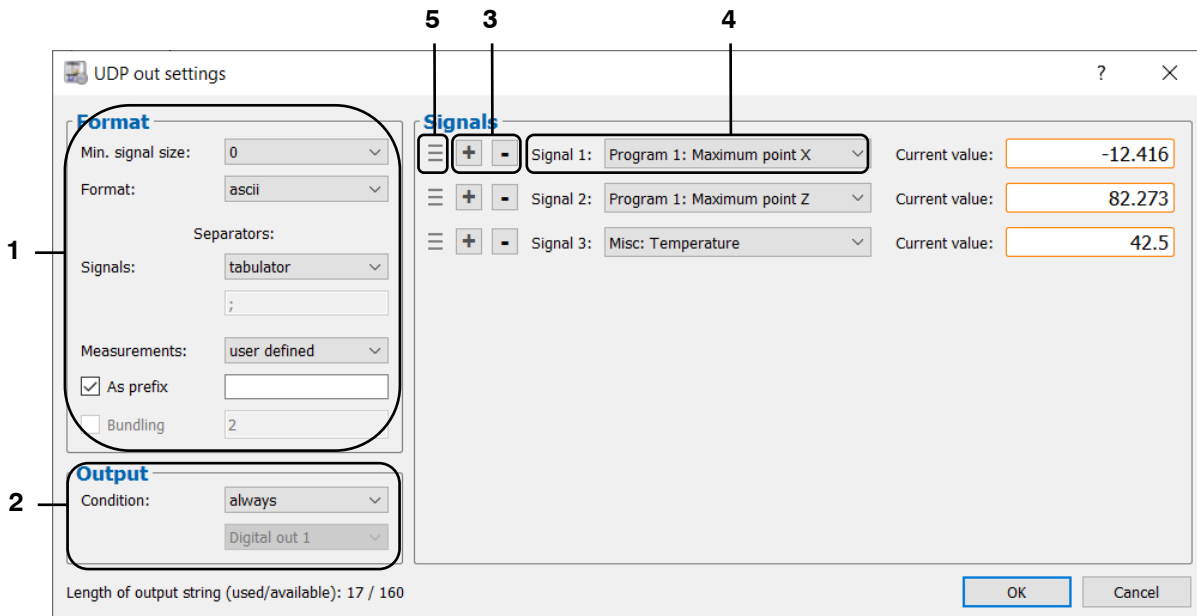 5 3 4
UDP out settings ? ×
Format
Min. signal size: 0
Format: ascii
Separators:
Signals: tabulator
;
Measurements: user defined
As prefix
Bundling 2
1
Output
Condition: always
Digital out 1
2
Signals
+ - Signal 1: Program 1: Maximum point X Current value: -12.416
+ - Signal 2: Program 1: Maximum point Z Current value: 82.273
+ - Signal 3: Misc: Temperature Current value: 42.5
Length of output string (used/available): 17 / 160
OK Cancel